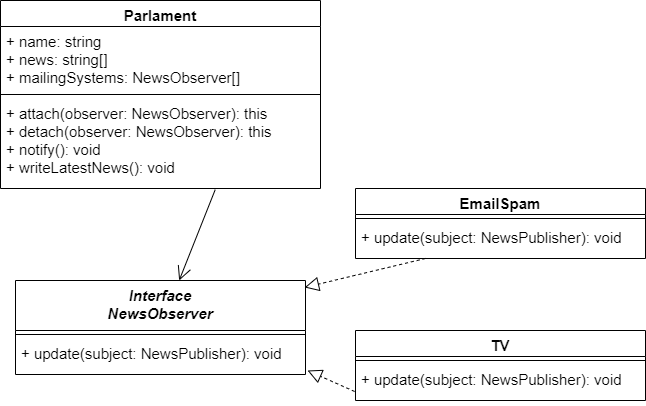 Parlament
+ name: string
+ news: string[]
+ mailingSystems: NewsObserver[]
+ attach(observer: NewsObserver): this
+ detach(observer: NewsObserver): this
+ notify(): void
+ writeLatestNews(): void
EmailSpam
+ update(subject: NewsPublisher): void
Interface
NewsObserver
+ update(subject: NewsPublisher): void
TV
+ update(subject: NewsPublisher): void